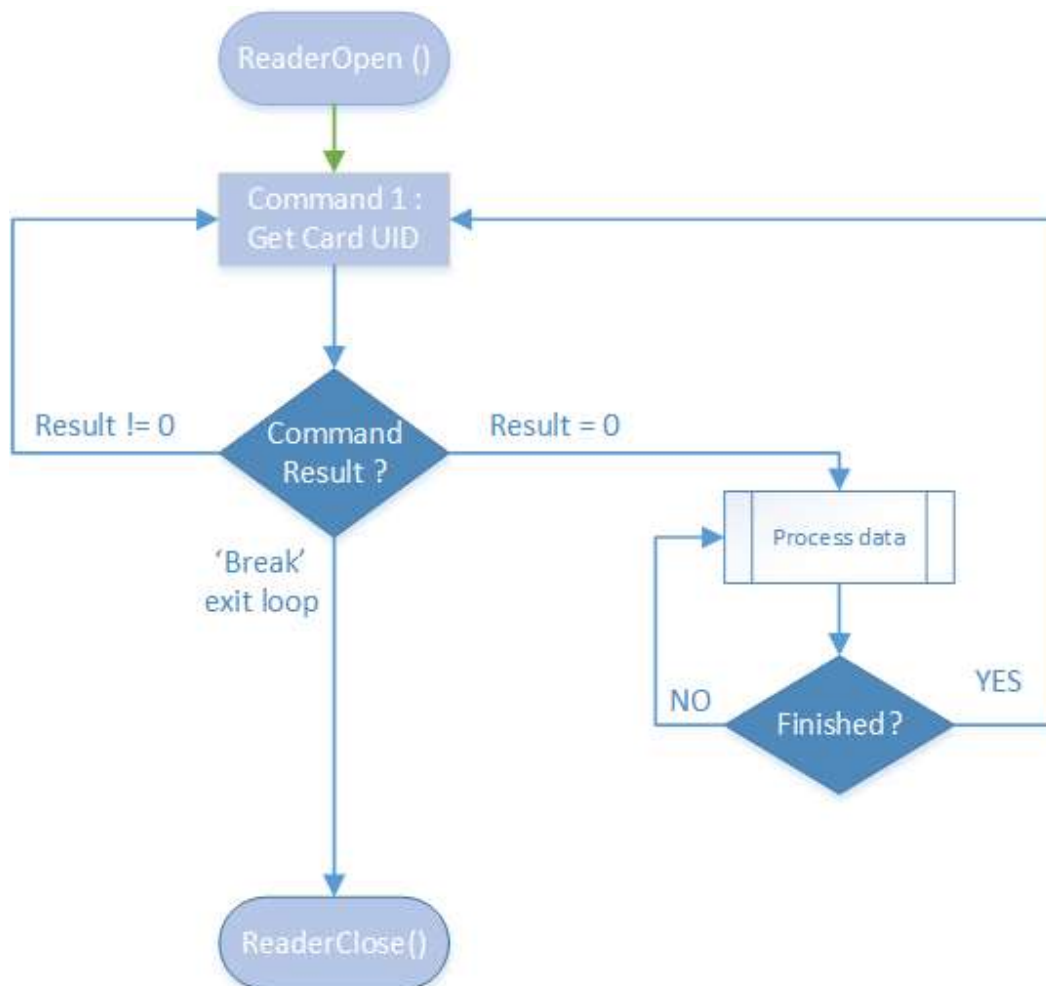 ReaderOpen ()
Command 1 :
Get Card UID
Result != 0
Command
Result ?
Result = 0
Process data
‘Break’
exit loop
NO
Finished ?
YES
ReaderClose()